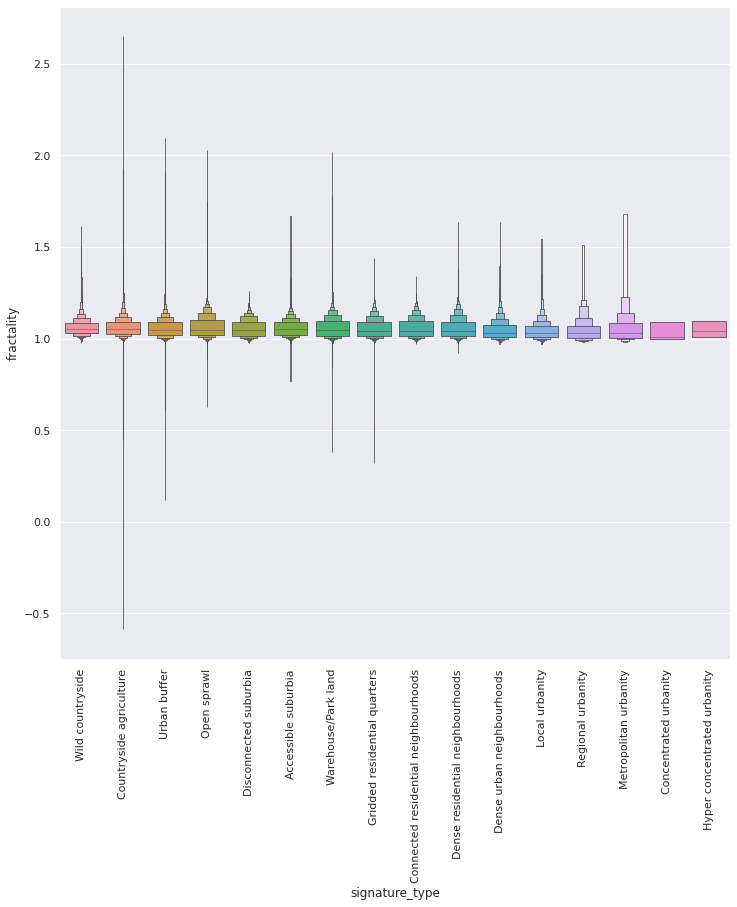 2.5
2.0
1.5
1.0
0.5
0.0
−0.5
fractality
Wild countryside
Countryside agriculture
Urban buffer
Open sprawl
Disconnected suburbia
Accessible suburbia
Warehouse/Park land
Gridded residential quarters
Connected residential neighbourhoods
Dense residential neighbourhoods
Dense urban neighbourhoods
Local urbanity
Regional urbanity
Metropolitan urbanity
Concentrated urbanity
Hyper concentrated urbanity
signature_type